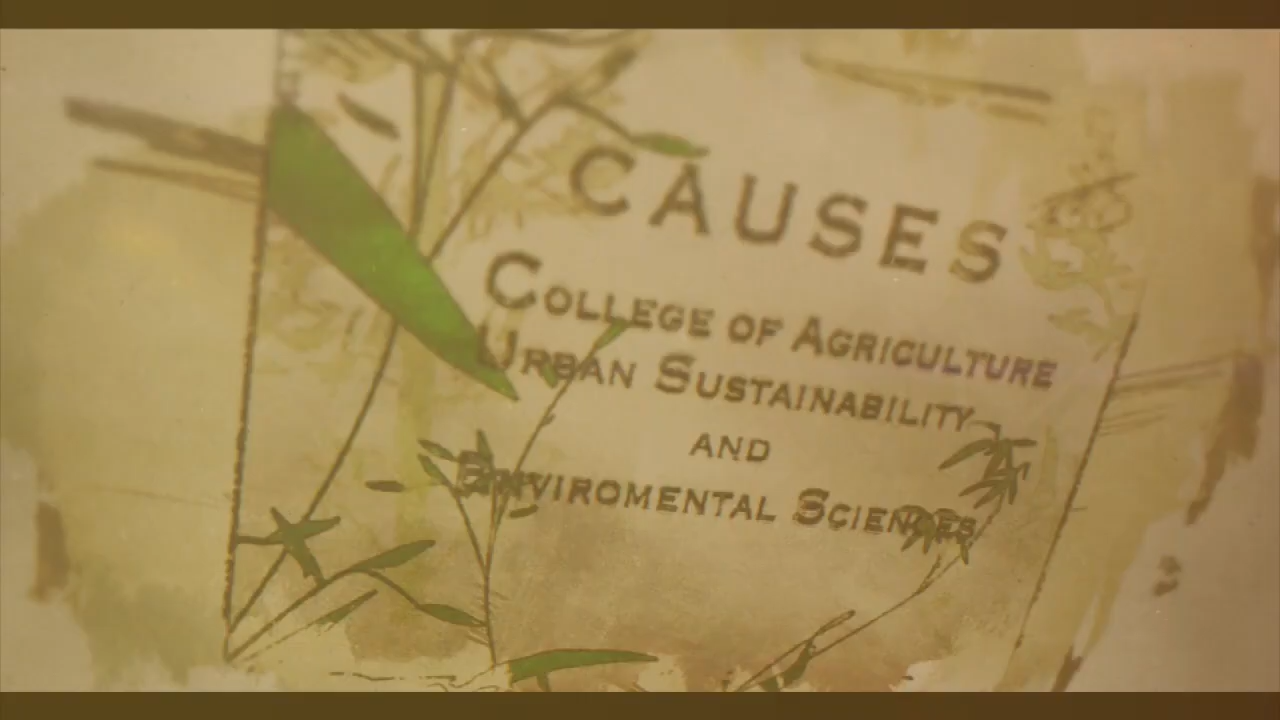 CAUSES
COLLEGE OF AGRICULTURE
URBAN SUSTAINABILITY
AND
ENVIROMENTAL SCIENCES